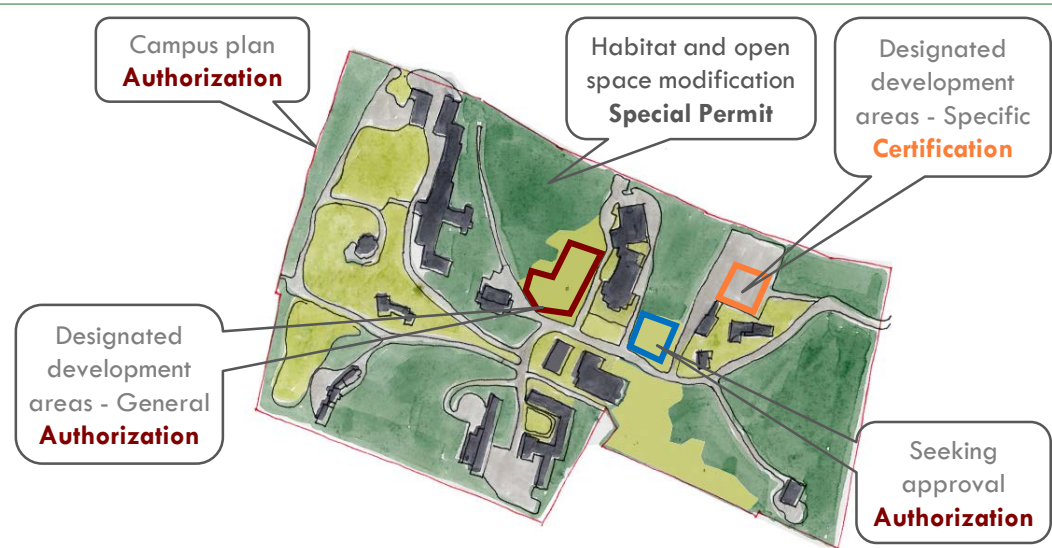 Campus plan
Authorization
Habitat and open
space modification
Special Permit
Designated
development
areas - Specific
Certification
Designated
development
areas - General
Authorization
Seeking
approval
Authorization